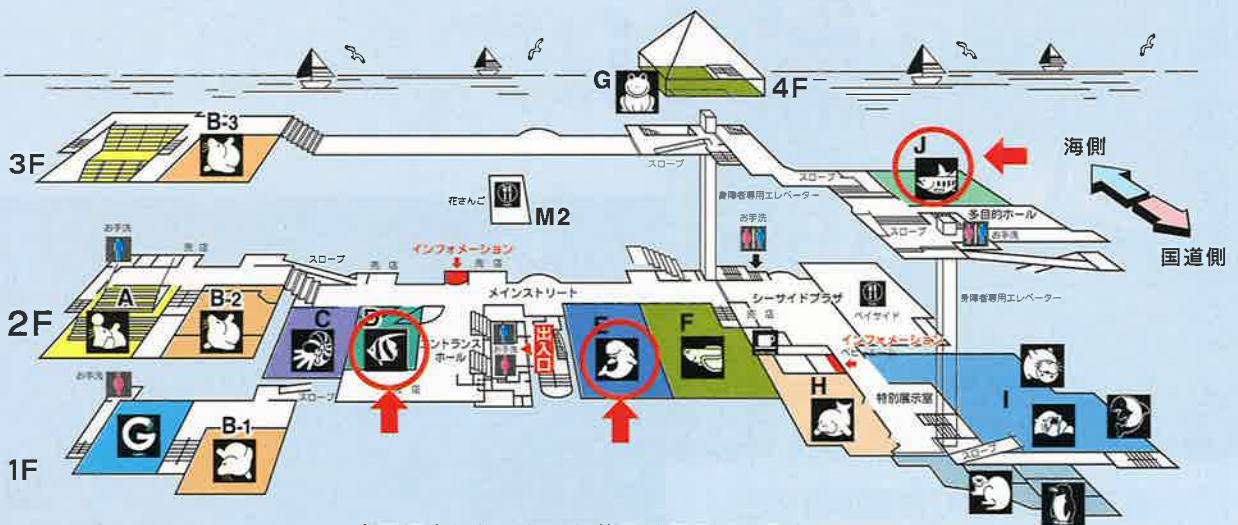 G
4F
B-3
3F
スロープ
J
海側
スロープ
身障者専用エレベーター
花さんご
M2
お手洗
多目的ホール
スロープ
お手洗
国道側
お手洗
売店
スロープ
売店
インフォメーション
売店
メインストリート
シーサイドプラザ
身障者専用エレベーター
ベイサイド
2F
A
B-2
C
D
エントランス
ホール
お手洗
出入口
F
売店
インフォメーション
H
特別展示室
I
お手洗
スロープ
店
G
B-1
スロープ
1F